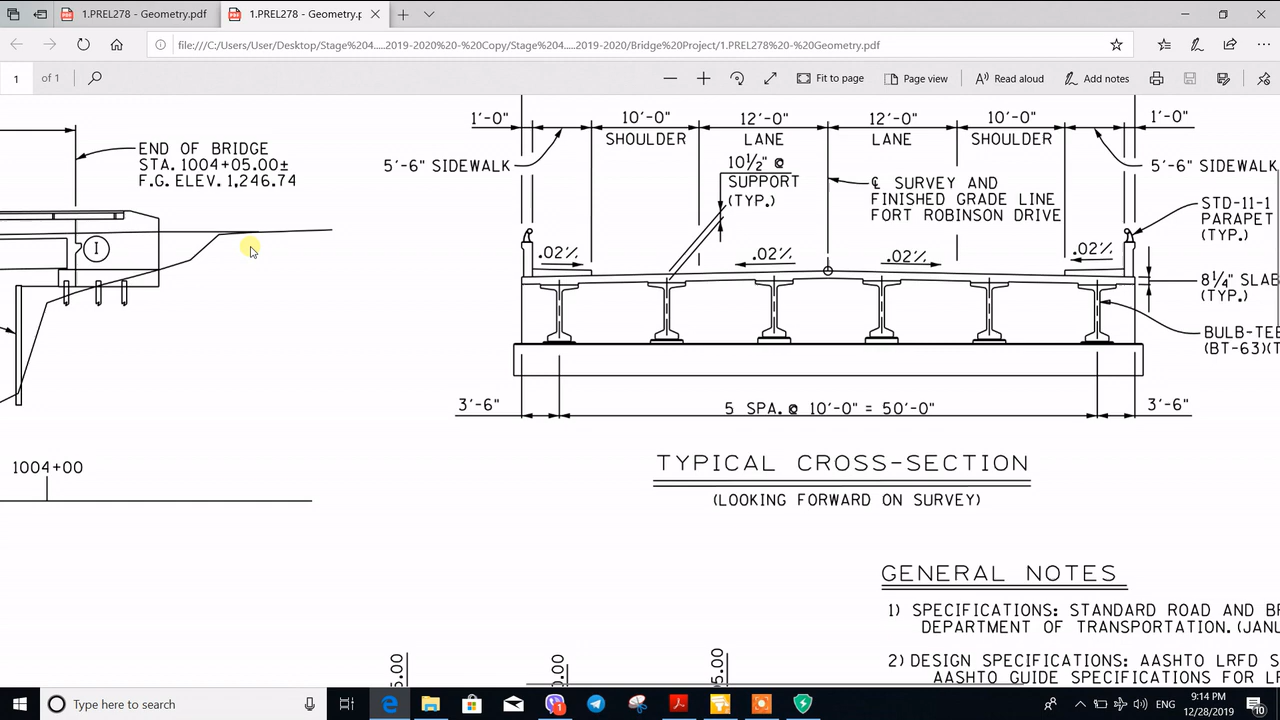 1.PREL278 - Geometry.pdf
1.PREL278 - Geometry.p
file:///C:/Users/User/Desktop/Stage%204.....2019-2020%20-%20Copy/Stage%204.....2019-2020/Bridge%20Project/1.PREL278%20-%20Geometry.pdf
1 of 1
Fit to page
Page view
Read aloud
Add notes
END OF BRIDGE
STA. 1004+05.00±
F.G. ELEV. 1,246.74
1
1004+00
1'-0" 10'-0" 12'-0" 12'-0" 10'-0" 1'-0"
SHOULDER LANE LANE SHOULDER
5'-6" SIDEWALK
10½" @
SUPPORT
(TYP.)
℄ SURVEY AND
FINISHED GRADE LINE
FORT ROBINSON DRIVE
5'-6" SIDEWALK
STD-11-1
PARAPET
(TYP.)
.02% .02% .02% .02%
8¼" SLAB
(TYP.)
BULB-TEE
(BT-63)(T
3'-6" 5 SPA. @ 10'-0" = 50'-0" 3'-6"
TYPICAL CROSS-SECTION
(LOOKING FORWARD ON SURVEY)
GENERAL NOTES
1) SPECIFICATIONS: STANDARD ROAD AND BR
DEPARTMENT OF TRANSPORTATION. (JANU
2) DESIGN SPECIFICATIONS: AASHTO LRFD S
AASHTO GUIDE SPECIFICATIONS FOR L
5.00
0.00
5.00
Type here to search
ENG
9:14 PM
12/28/2019